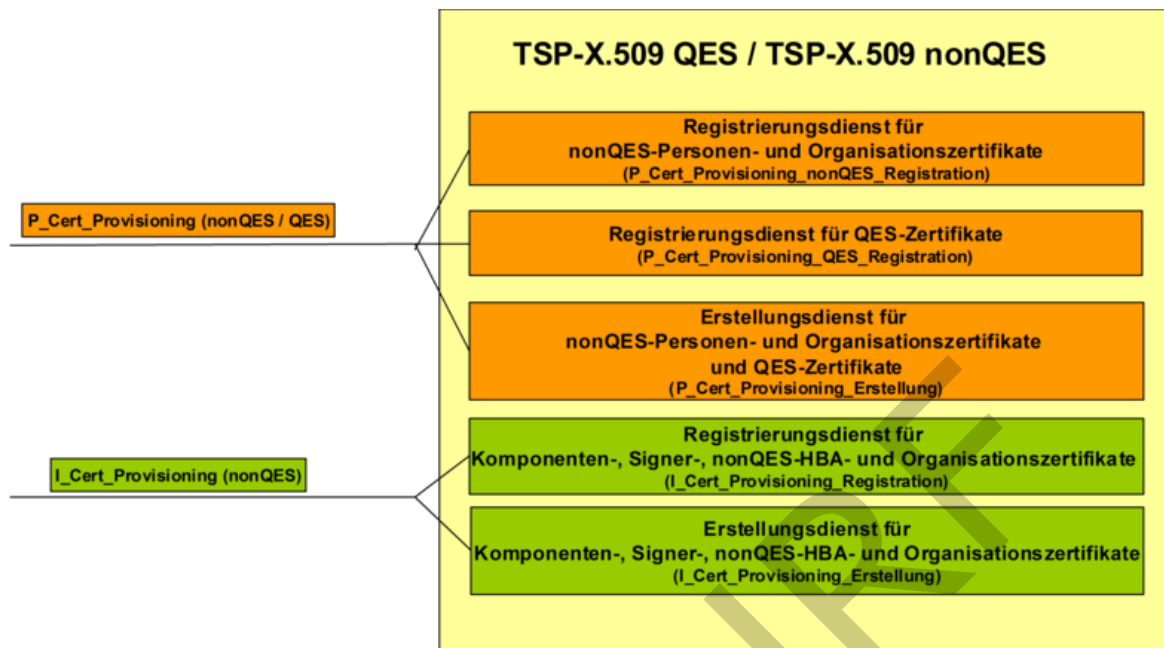 TSP-X.509 QES / TSP-X.509 nonQES
Registrierungsdienst für
nonQES-Personen- und Organisationszertifikate
(P_Cert_Provisioning_nonQES_Registration)
P_Cert_Provisioning (nonQES / QES)
Registrierungsdienst für QES-Zertifikate
(P_Cert_Provisioning_QES_Registration)
Erstellungsdienst für
nonQES-Personen- und Organisationszertifikate
und QES-Zertifikate
(P_Cert_Provisioning_Erstellung)
I_Cert_Provisioning (nonQES)
Registrierungsdienst für
Komponenten-, Signer-, nonQES-HBA- und Organisationszertifikate
(I_Cert_Provisioning_Registration)
Erstellungsdienst für
Komponenten-, Signer-, nonQES-HBA- und Organisationszertifikate
(I_Cert_Provisioning_Erstellung)